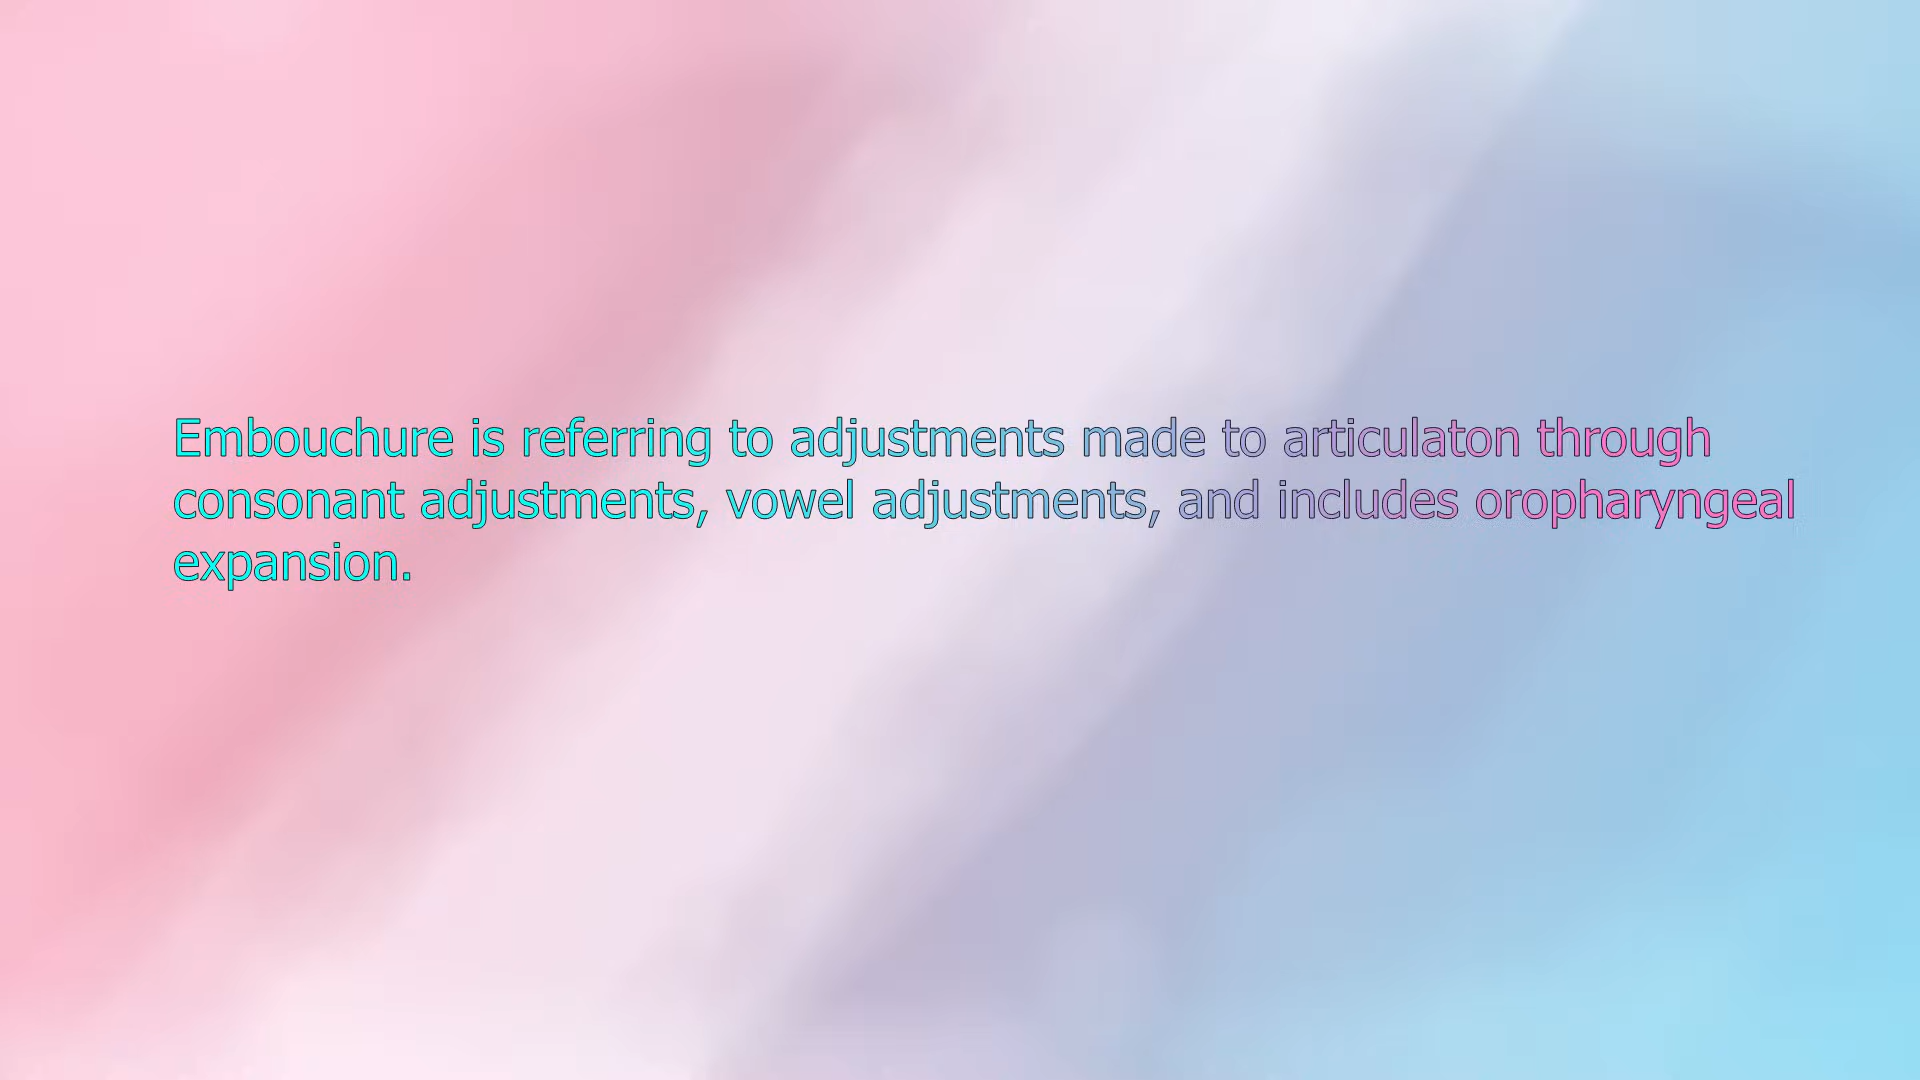 Embouchure is referring to adjustments made to articulaton through
consonant adjustments, vowel adjustments, and includes oropharyngeal
expansion.